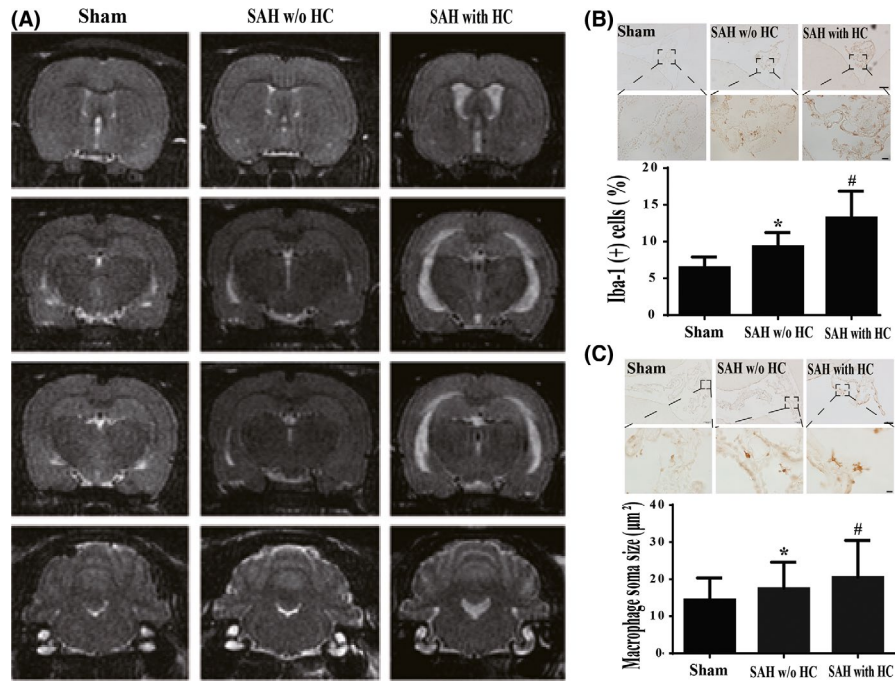 (A)
Sham SAH w/o HC SAH with HC
(B)
Sham SAH w/o HC SAH with HC
Iba-1 (+) cells ( %)
20
15
10
5
0
* #
Sham SAH w/o HC SAH with HC
(C)
Sham SAH w/o HC SAH with HC
Macrophage soma size (µm²)
40
30
20
10
0
* #
Sham SAH w/o HC SAH with HC